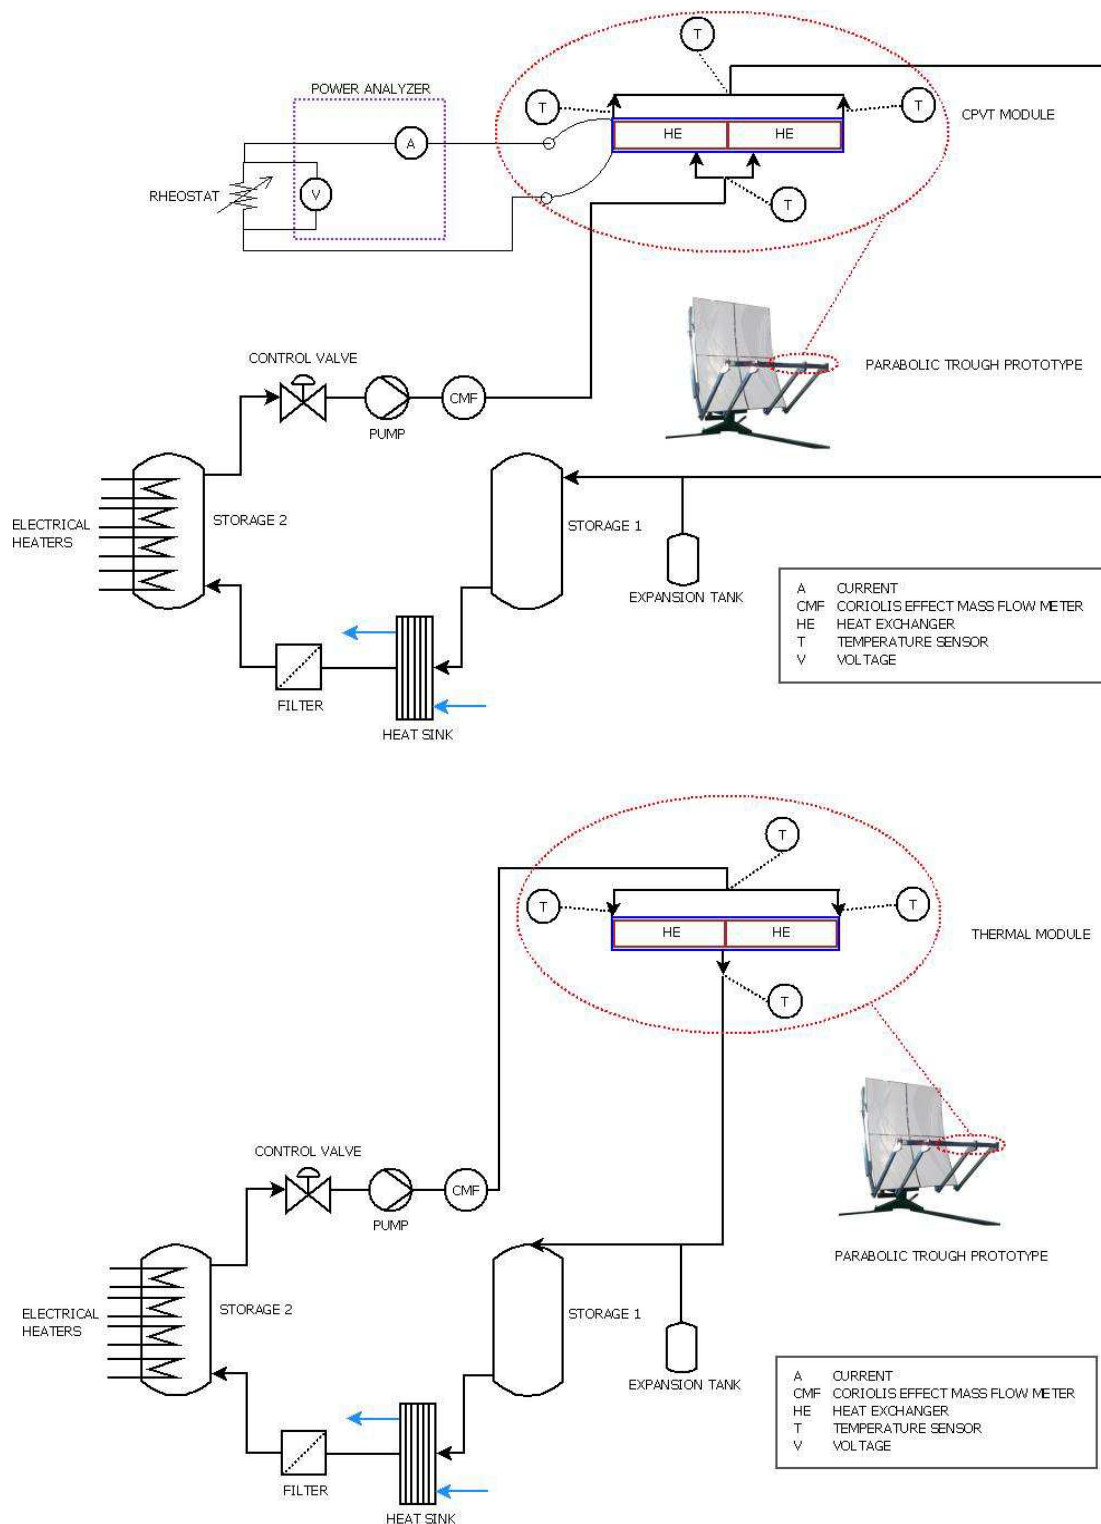 T
POWER ANALYZER
T
T
CPVT MODULE
HE
HE
A
RHEOSTAT
V
T
CONTROL VALVE
PARABOLIC TROUGH PROTOTYPE
CMF
PUMP
STORAGE 2
STORAGE 1
ELECTRICAL
HEATERS
EXPANSION TANK
A CURRENT
CMF CORIOLIS EFFECT MASS FLOW METER
HE HEAT EXCHANGER
T TEMPERATURE SENSOR
V VOLTAGE
FILTER
HEAT SINK
T
T
T
HE
HE
THERMAL MODULE
T
CONTROL VALVE
CMF
PUMP
PARABOLIC TROUGH PROTOTYPE
STORAGE 2
STORAGE 1
ELECTRICAL
HEATERS
EXPANSION TANK
A CURRENT
CMF CORIOLIS EFFECT MASS FLOW METER
HE HEAT EXCHANGER
T TEMPERATURE SENSOR
V VOLTAGE
FILTER
HEAT SINK